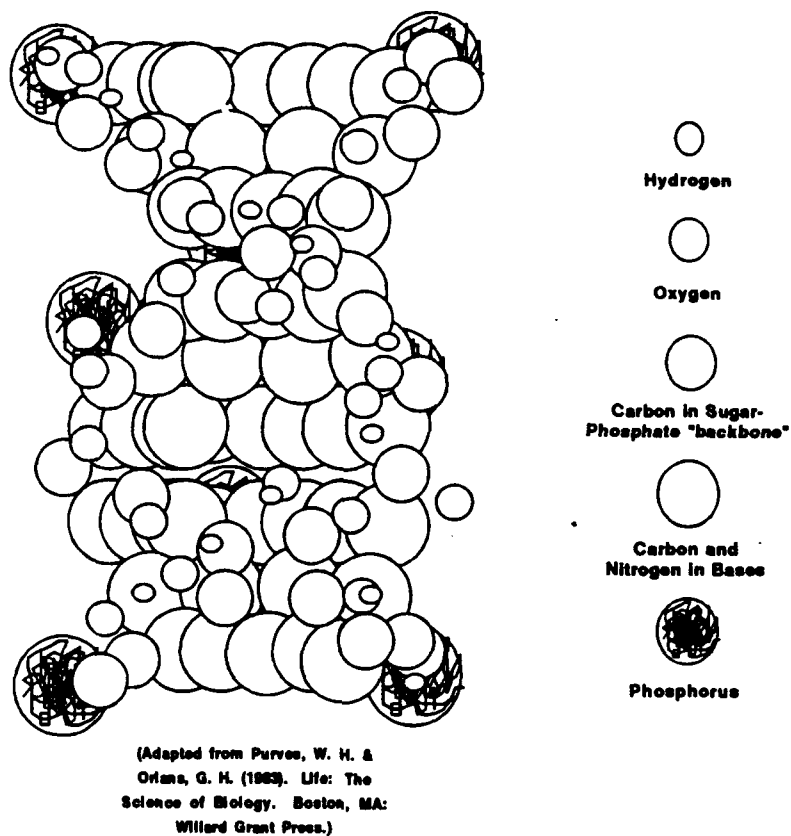 Hydrogen
Oxygen
Carbon in Sugar-
Phosphate "backbone"
Carbon and
Nitrogen in Bases
Phosphorus
(Adapted from Purves, W. H. &
Orians, G. H. (1983). Life: The
Science of Biology. Boston, MA:
Willard Grant Press.)